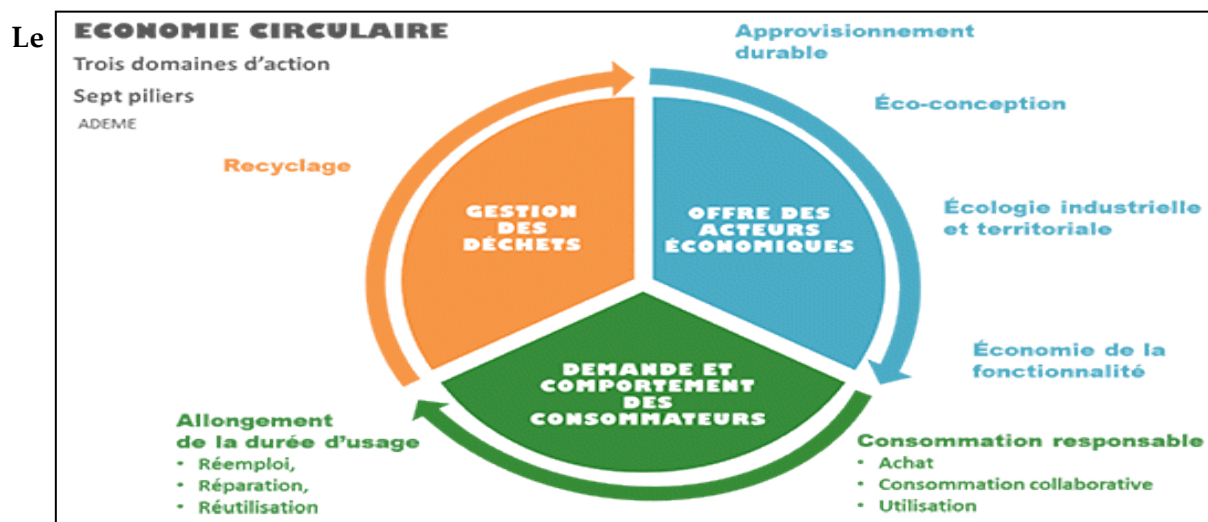 Le
ECONOMIE CIRCULAIRE
Trois domaines d'action
Sept piliers
ADEME
Approvisionnement
durable
Éco-conception
Écologie industrielle
et territoriale
Économie de la
fonctionnalité
OFFRE DES
ACTEURS
ÉCONOMIQUES
Consommation responsable
• Achat
• Consommation collaborative
• Utilisation
DEMANDE ET
COMPORTEMENT
DES
CONSOMMATEURS
Allongement
de la durée d'usage
• Réemploi,
• Réparation,
• Réutilisation
Recyclage
GESTION
DES
DÉCHETS